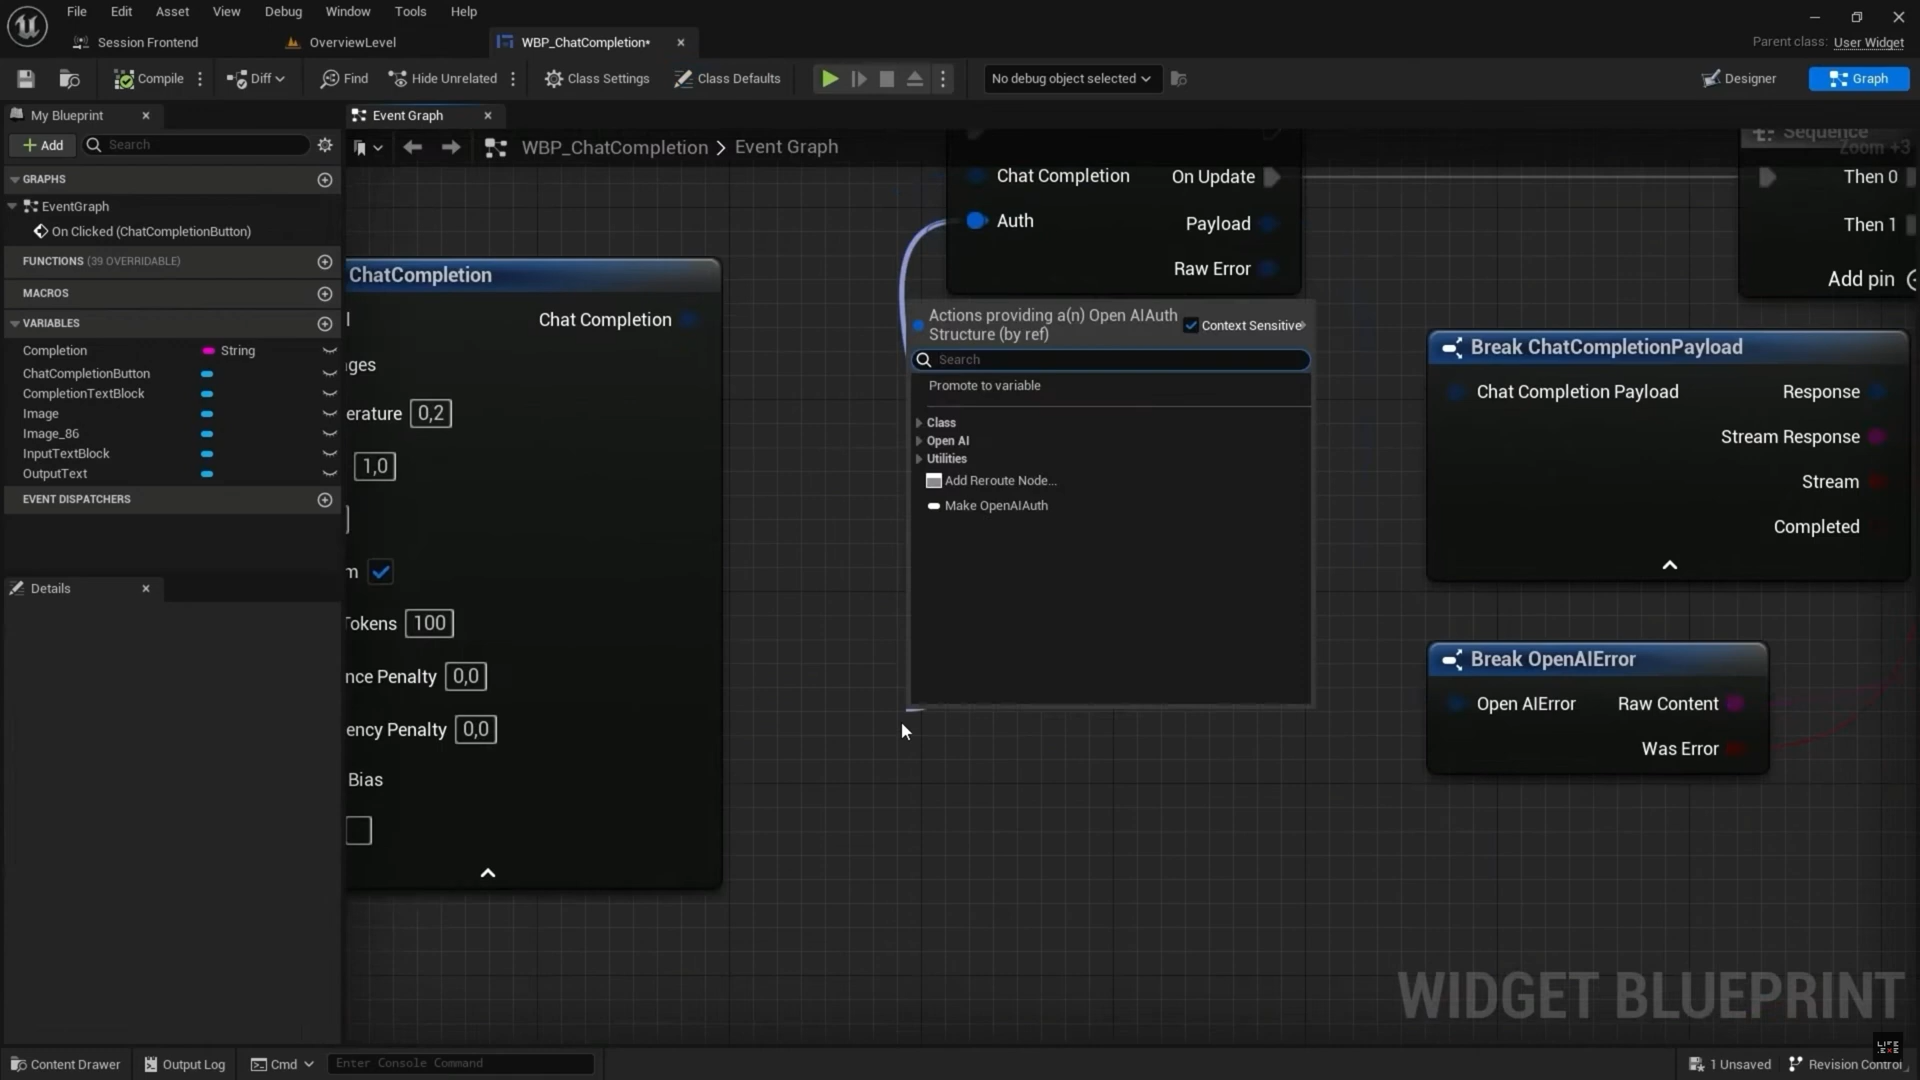 File Edit Asset View Debug Window Tools Help
Session Frontend OverviewLevel WBP_ChatCompletion*
Parent class: User Widget
Compile Diff Find Hide Unrelated Class Settings Class Defaults No debug object selected Designer Graph
My Blueprint
Event Graph
Add Search
WBP_ChatCompletion > Event Graph
Sequence
Zoom +3
GRAPHS
EventGraph
On Clicked (ChatCompletionButton)
FUNCTIONS (39 OVERRIDABLE)
MACROS
VARIABLES
Completion String
ChatCompletionButton
CompletionTextBlock
Image
Image_86
InputTextBlock
OutputText
EVENT DISPATCHERS
Details
ChatCompletion
Chat Completion
ges
erature 0,2
1,0
m
Tokens 100
nce Penalty 0,0
ency Penalty 0,0
Bias
Chat Completion On Update
Auth Payload
Raw Error
Then 0
Then 1
Add pin
Actions providing a(n) Open AIAuth
Structure (by ref)
Context Sensitive
Search
Promote to variable
Class
Open AI
Utilities
Add Reroute Node...
Make OpenAIAuth
Break ChatCompletionPayload
Chat Completion Payload Response
Stream Response
Stream
Completed
Break OpenAIError
Open AIError Raw Content
Was Error
WIDGET BLUEPRINT
LIFE
EXE
Content Drawer Output Log Cmd Enter Console Command 1 Unsaved Revision Control